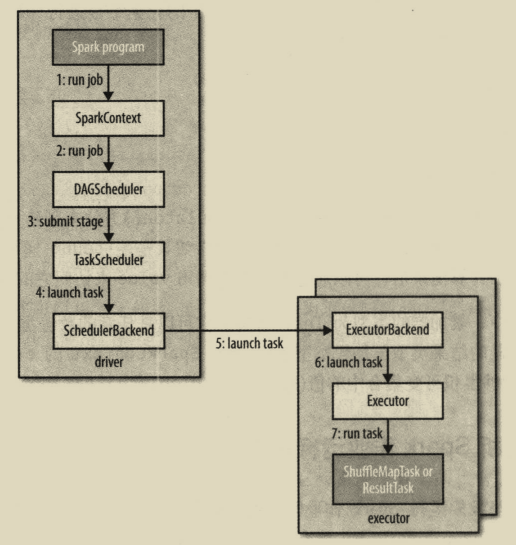 Spark program
1: run job
SparkContext
2: run job
DAGScheduler
3: submit stage
TaskScheduler
4: launch task
SchedulerBackend
driver
5: launch task
ExecutorBackend
6: launch task
Executor
7: run task
ShuffleMapTask or
ResultTask
executor